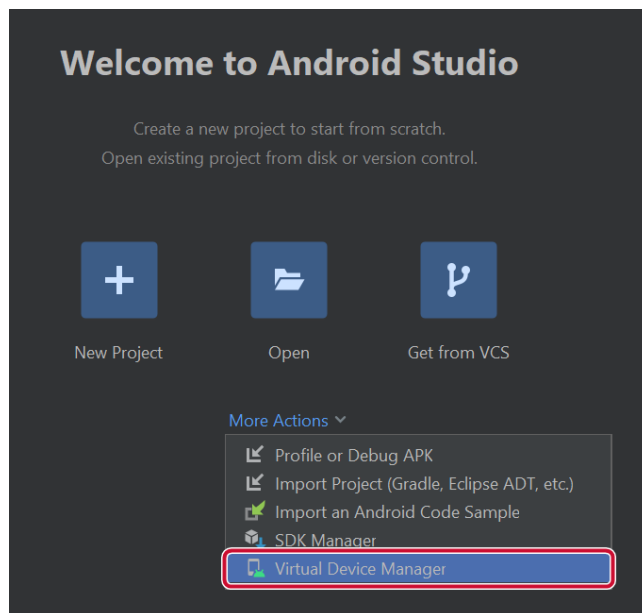 Welcome to Android Studio
Create a new project to start from scratch.
Open existing project from disk or version control.
New Project
Open
Get from VCS
More Actions
Profile or Debug APK
Import Project (Gradle, Eclipse ADT, etc.)
Import an Android Code Sample
SDK Manager
Virtual Device Manager